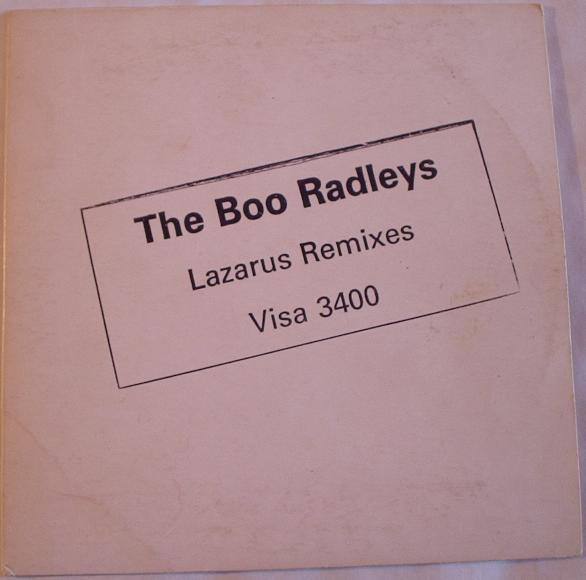 The Boo Radleys
Lazarus Remixes
Visa 3400